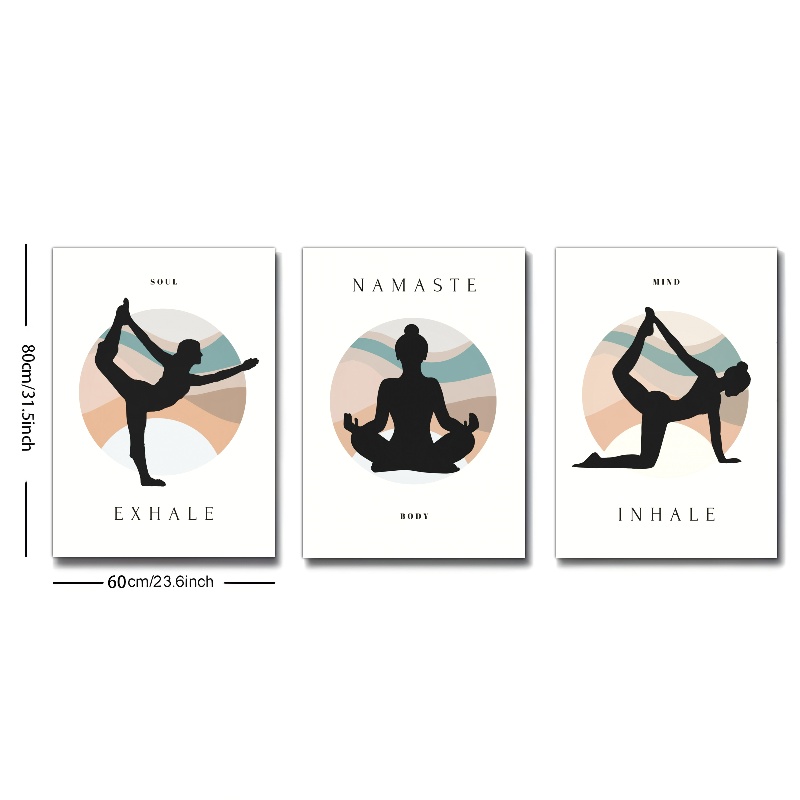 SOUL
EXHALE
NAMASTE
BODY
MIND
INHALE
80cm/31.5inch
60cm/23.6inch